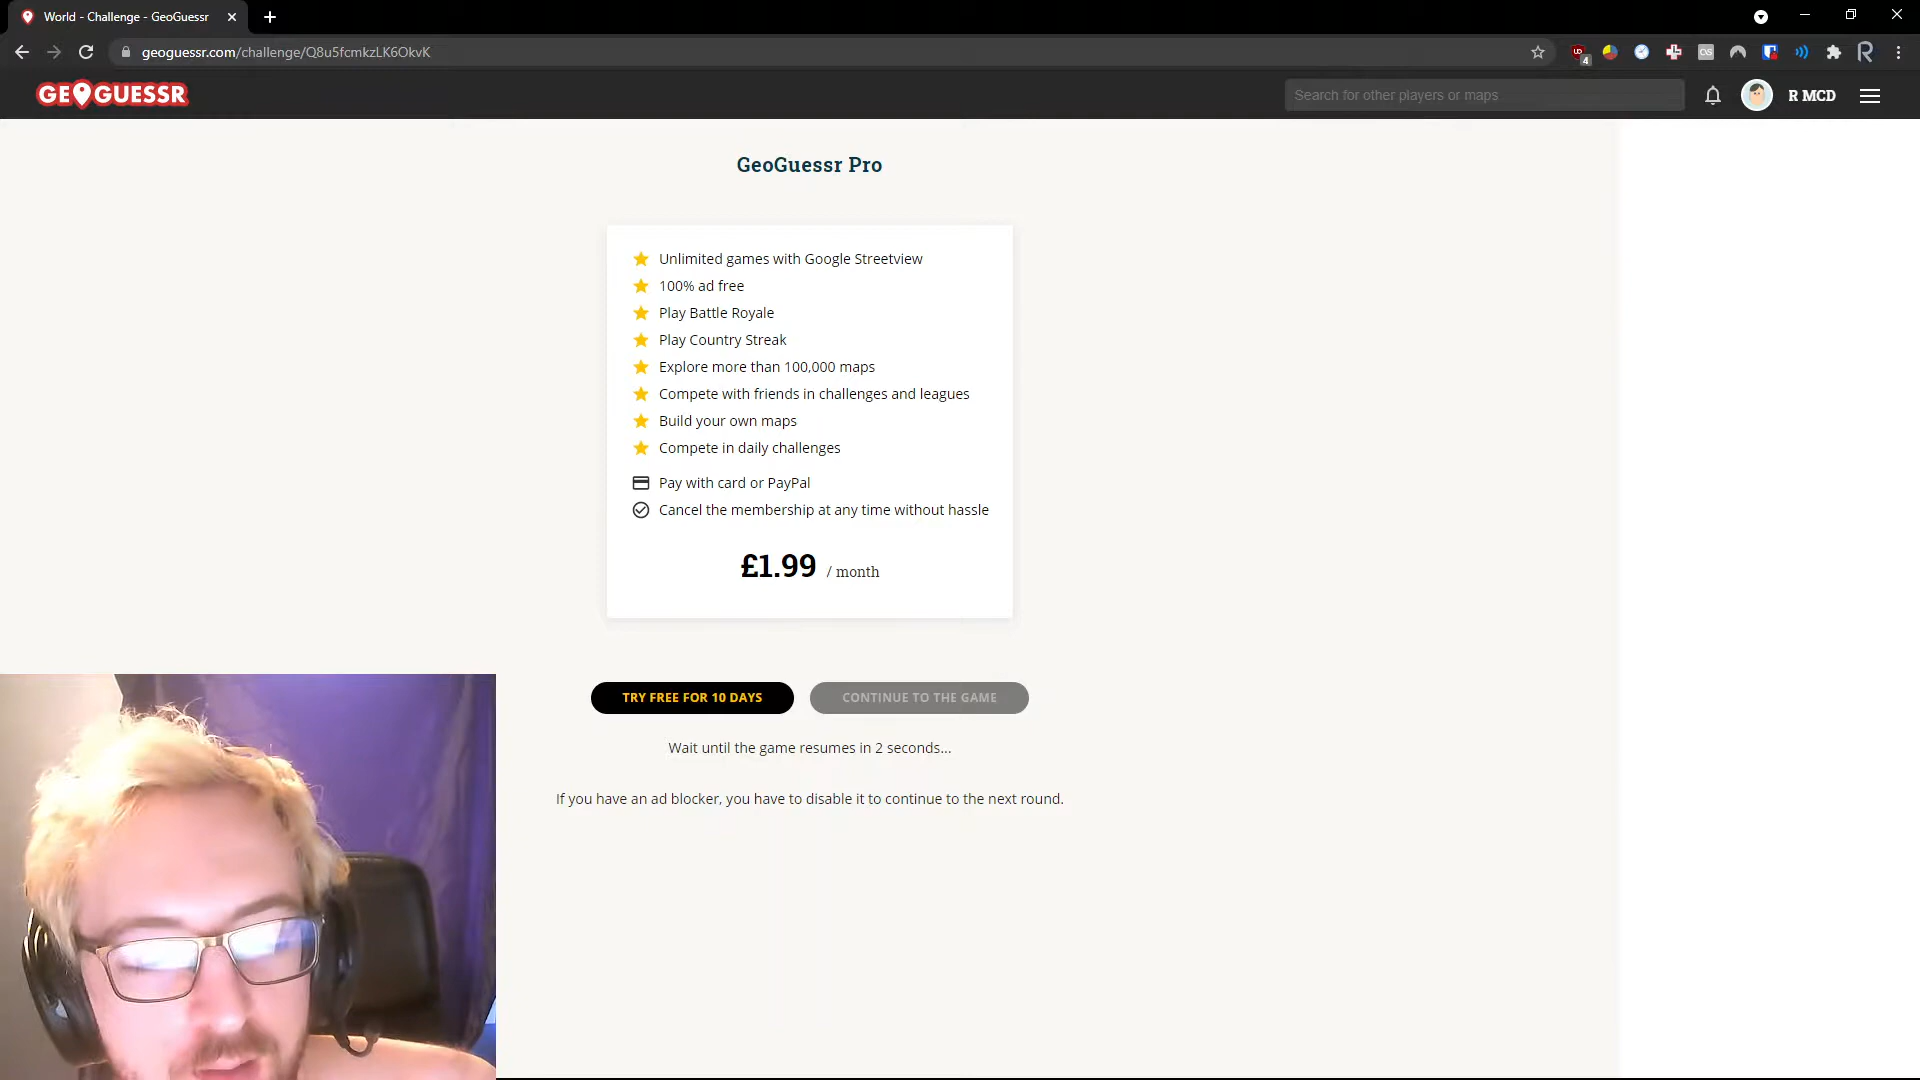 World - Challenge - GeoGuessr
geoguessr.com/challenge/Q8u5fcmkzLK6OkvK
4
GEOGUESSR
Search for other players or maps
R MCD
GeoGuessr Pro
Unlimited games with Google Streetview
100% ad free
Play Battle Royale
Play Country Streak
Explore more than 100,000 maps
Compete with friends in challenges and leagues
Build your own maps
Compete in daily challenges
Pay with card or PayPal
Cancel the membership at any time without hassle
£1.99 / month
TRY FREE FOR 10 DAYS
CONTINUE TO THE GAME
Wait until the game resumes in 2 seconds...
If you have an ad blocker, you have to disable it to continue to the next round.